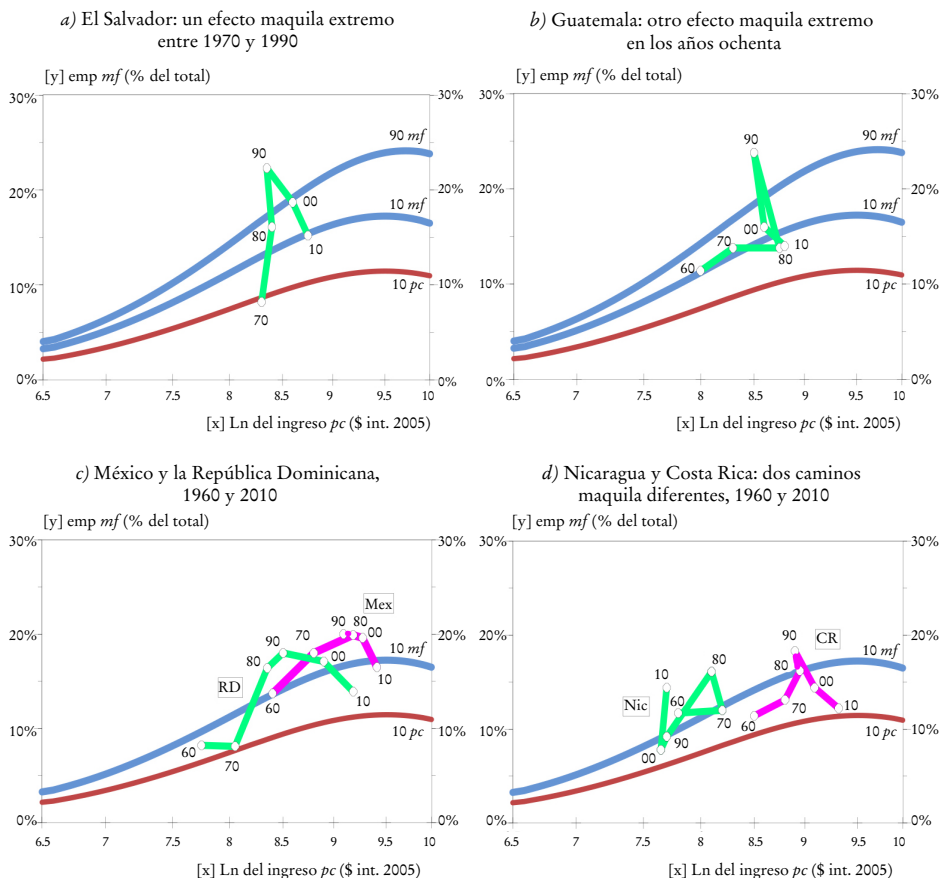 a) El Salvador: un efecto maquila extremo
entre 1970 y 1990
[y] emp mf (% del total)
30%
30%
90 mf
90
20%
20%
00
10 mf
80
10
10%
10%
10 pc
70
0%
0%
6.5 7 7.5 8 8.5 9 9.5 10
[x] Ln del ingreso pc ($ int. 2005)
b) Guatemala: otro efecto maquila extremo
en los años ochenta
[y] emp mf (% del total)
30%
30%
90
90 mf
20%
20%
10 mf
00
70
10
80
60
10%
10%
10 pc
0%
0%
6.5 7 7.5 8 8.5 9 9.5 10
[x] Ln del ingreso pc ($ int. 2005)
c) México y la República Dominicana,
1960 y 2010
[y] emp mf (% del total)
30%
30%
Mex
90 80
00
20%
20%
70
90
10 mf
80
00
RD
10
60
10
10%
10%
10 pc
60
70
0%
0%
6.5 7 7.5 8 8.5 9 9.5 10
[x] Ln del ingreso pc ($ int. 2005)
d) Nicaragua y Costa Rica: dos caminos
maquila diferentes, 1960 y 2010
[y] emp mf (% del total)
30%
30%
90
CR
20%
20%
10 mf
80
80
10
00
Nic
60
70
10
70
60
10%
10%
10 pc
90
00
0%
0%
6.5 7 7.5 8 8.5 9 9.5 10
[x] Ln del ingreso pc ($ int. 2005)